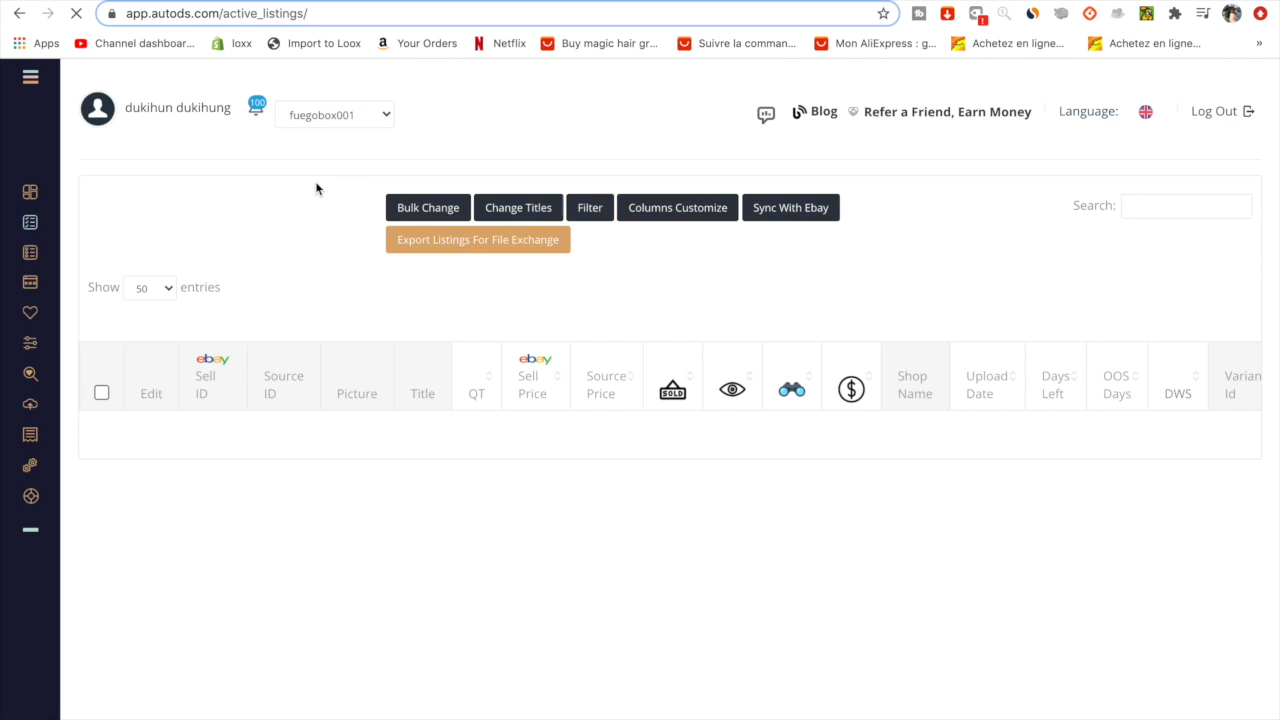 app.autods.com/active_listings/
Apps
Channel dashboar...
loxx
Import to Loox
Your Orders
Netflix
Buy magic hair gr...
Suivre la comman...
Mon AliExpress : g...
Achetez en ligne...
Achetez en ligne...
»
dukihun dukihung
100
fuegobox001
Blog
Refer a Friend, Earn Money
Language:
Log Out
Bulk Change
Change Titles
Filter
Columns Customize
Sync With Ebay
Search:
Export Listings For File Exchange
Show 50 entries
Edit
ebay
Sell
ID
Source
ID
Picture
Title
QT
ebay
Sell
Price
Source
Price
SOLD
$
Shop
Name
Upload
Date
Days
Left
OOS
Days
DWS
Varian
Id